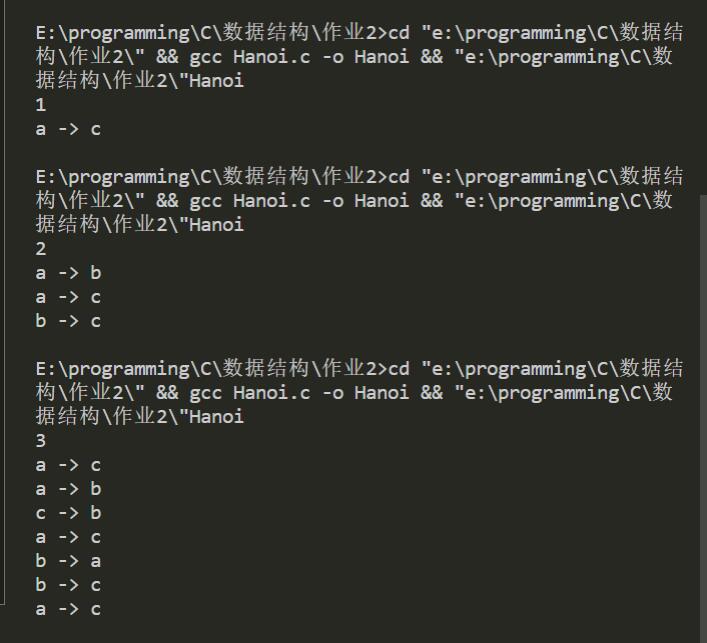 E:\programming\C\数据结构\作业2>cd "e:\programming\C\数据结
构\作业2\" && gcc Hanoi.c -o Hanoi && "e:\programming\C\数
据结构\作业2\"Hanoi
1
a -> c
E:\programming\C\数据结构\作业2>cd "e:\programming\C\数据结
构\作业2\" && gcc Hanoi.c -o Hanoi && "e:\programming\C\数
据结构\作业2\"Hanoi
2
a -> b
a -> c
b -> c
E:\programming\C\数据结构\作业2>cd "e:\programming\C\数据结
构\作业2\" && gcc Hanoi.c -o Hanoi && "e:\programming\C\数
据结构\作业2\"Hanoi
3
a -> c
a -> b
c -> b
a -> c
b -> a
b -> c
a -> c